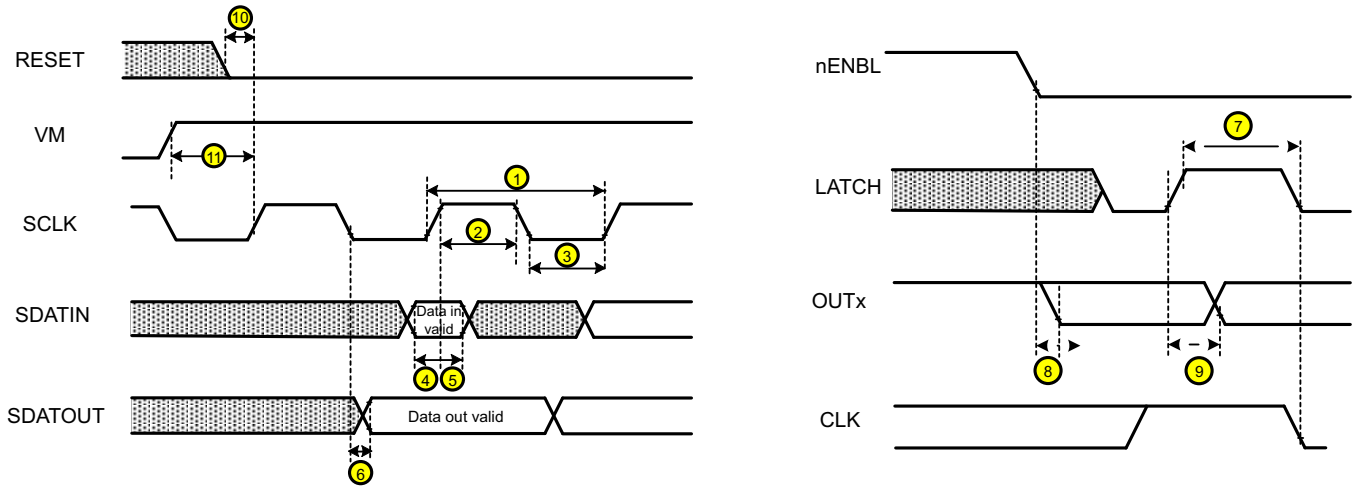 10
RESET
VM
11
1
SCLK
2
3
SDATIN
Data in
valid
4
5
SDATOUT
Data out valid
6
nENBL
7
LATCH
OUTx
8
9
CLK